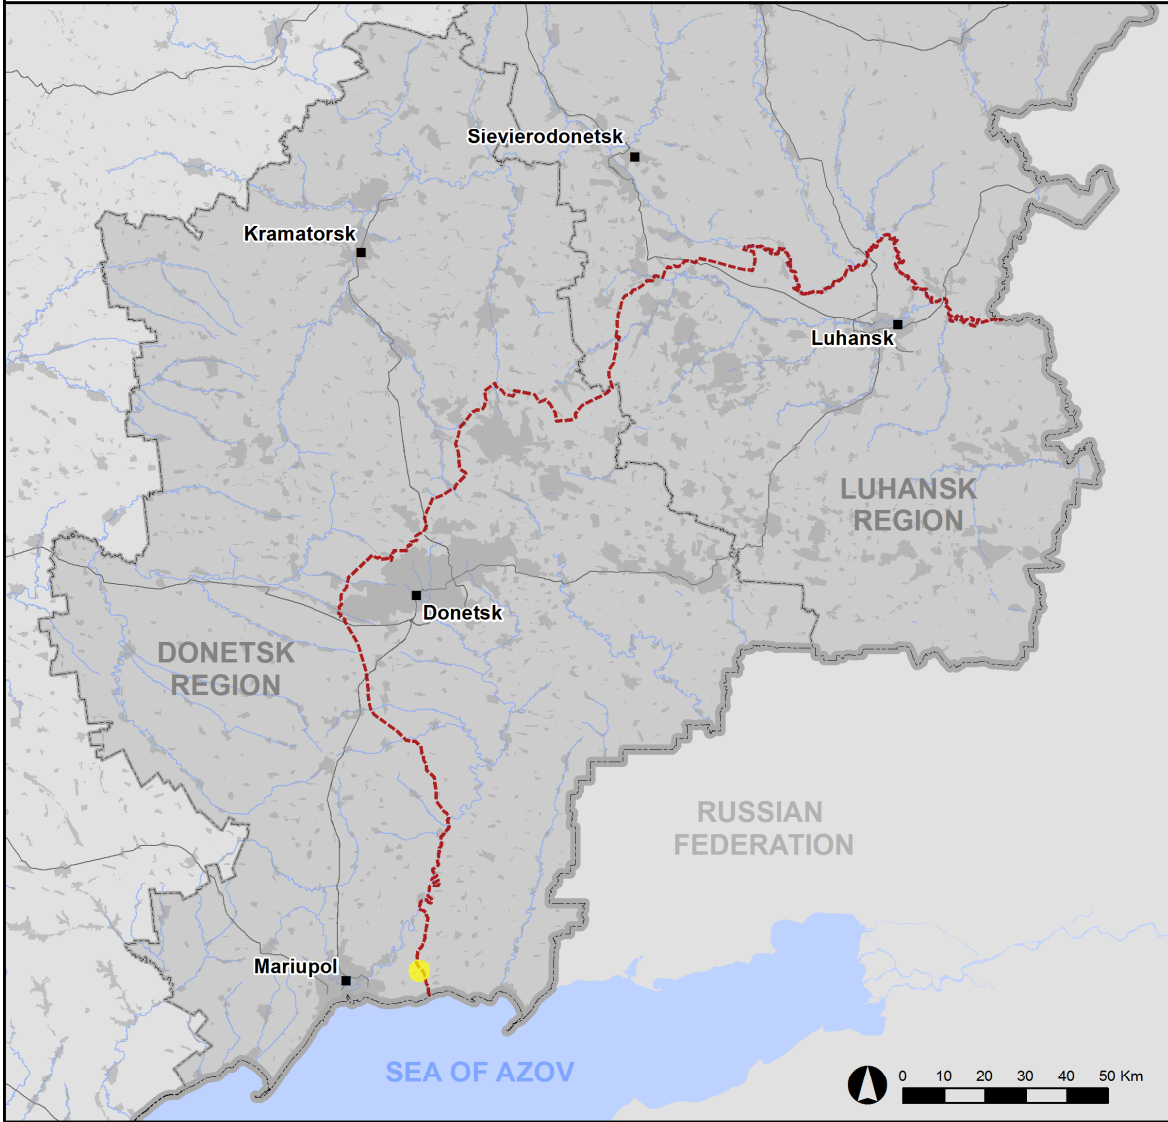 Sievierodonetsk
Kramatorsk
Luhansk
LUHANSK
REGION
Donetsk
DONETSK
REGION
RUSSIAN
FEDERATION
Mariupol
SEA OF AZOV
0 10 20 30 40 50 Km